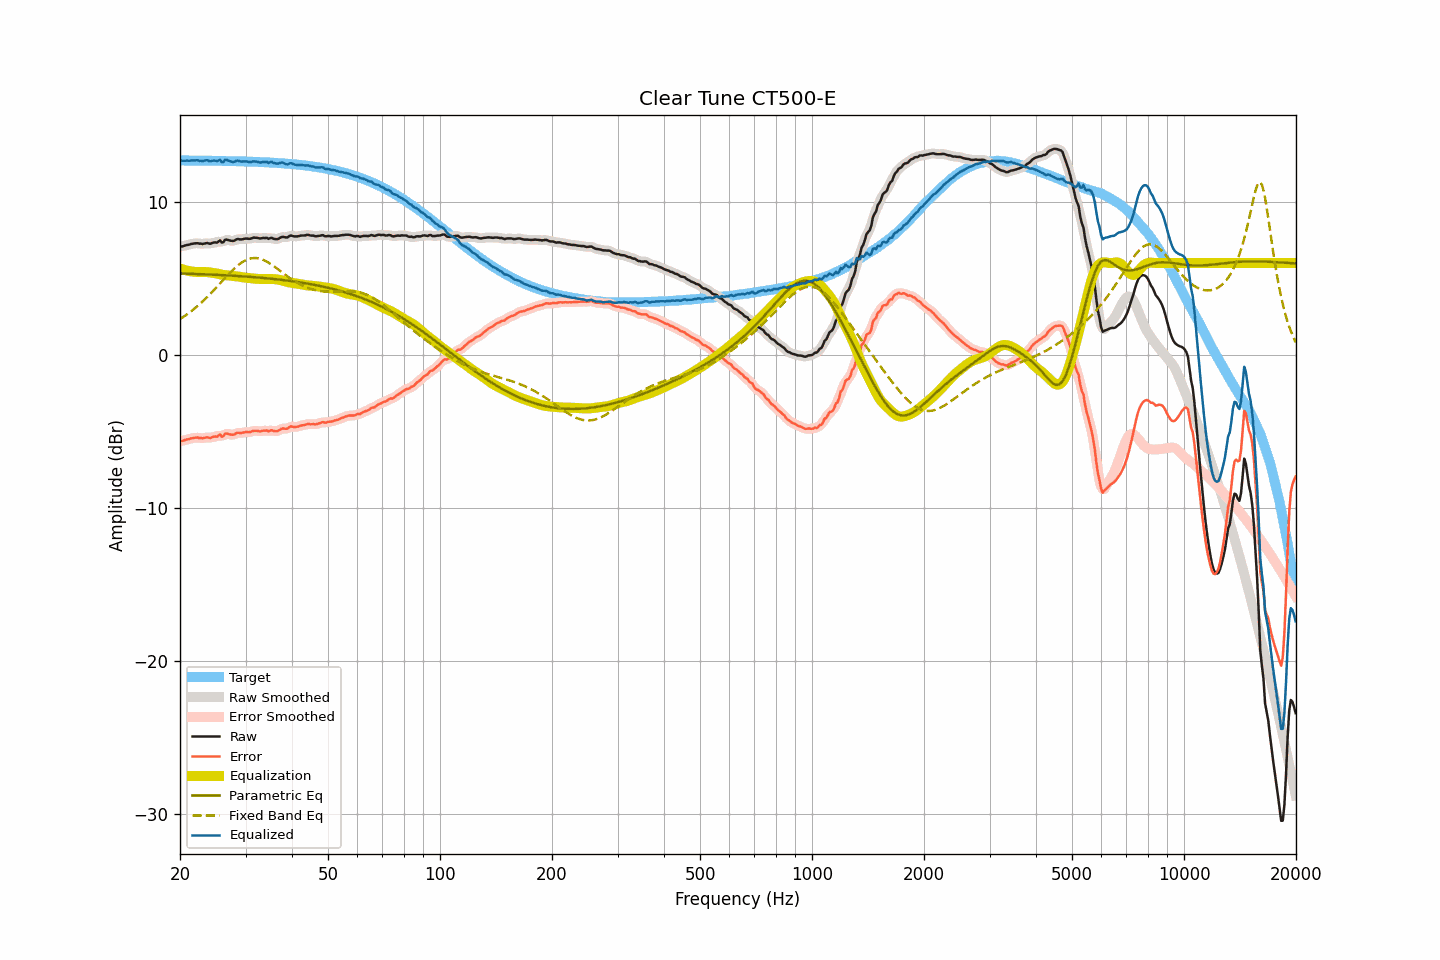 Clear Tune CT500-E
Amplitude (dBr)
10
0
−10
−20
−30
Target
Raw Smoothed
Error Smoothed
Raw
Error
Equalization
Parametric Eq
Fixed Band Eq
Equalized
20 50 100 200 500 1000 2000 5000 10000 20000
Frequency (Hz)